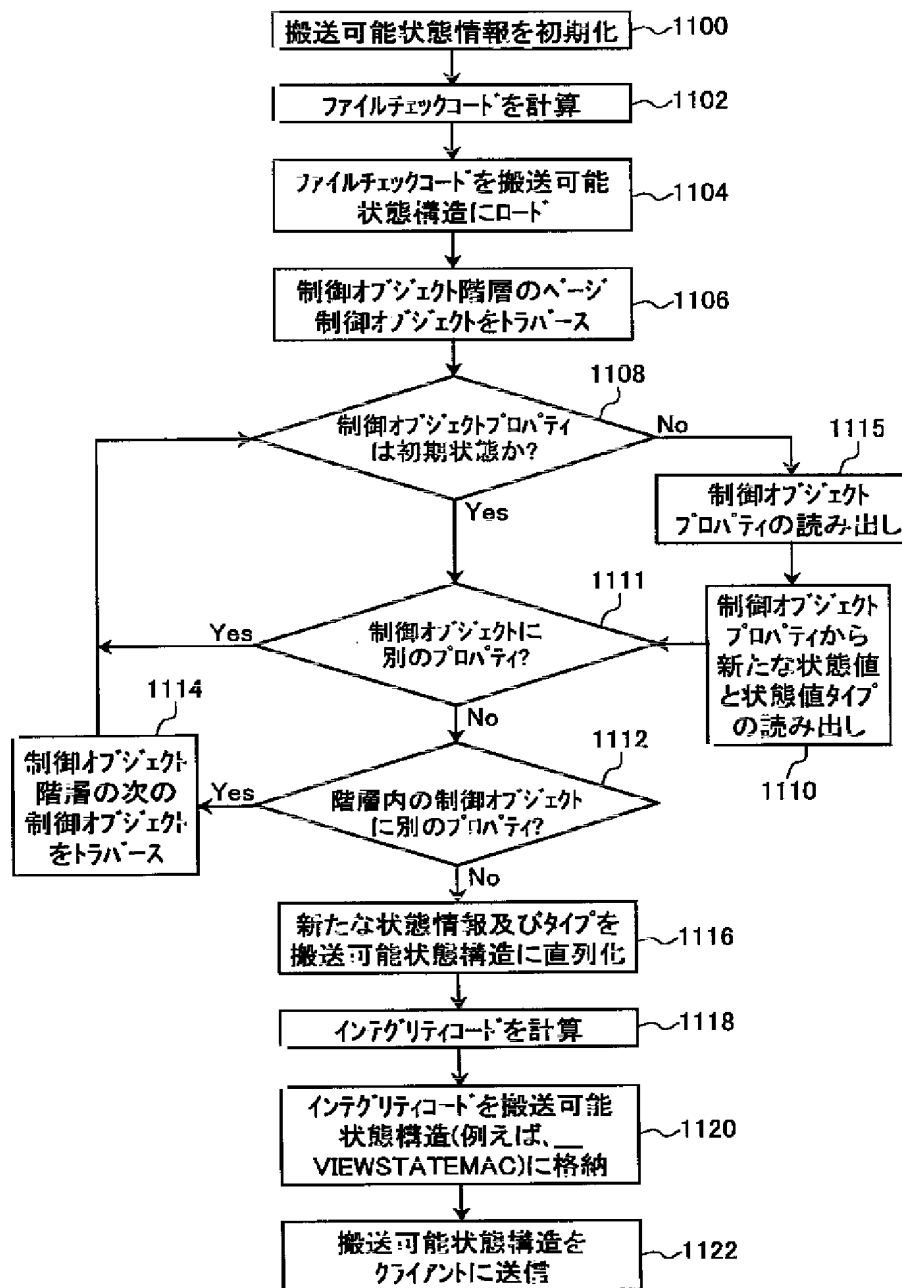 搬送可能状態情報を初期化
1100
ファイルチェックコードを計算
1102
ファイルチェックコードを搬送可能
状態構造にロード
1104
制御オブジェクト階層のページ
制御オブジェクトをトラバース
1106
1108
制御オブジェクトプロパティ
は初期状態か?
No
Yes
1115
制御オブジェクト
プロパティの読み出し
1111
制御オブジェクトに
別のプロパティ?
Yes
No
制御オブジェクト
プロパティから
新たな状態値
と状態値タイプ
の読み出し
1110
1114
制御オブジェクト
階層の次の
制御オブジェクト
をトラバース
1112
階層内の制御オブジェクト
に別のプロパティ?
Yes
No
新たな状態情報及びタイプを
搬送可能状態構造に直列化
1116
インテグリティコードを計算
1118
インテグリティコードを搬送可能
状態構造(例えば、__
VIEWSTATEMAC)に格納
1120
搬送可能状態構造を
クライアントに送信
1122